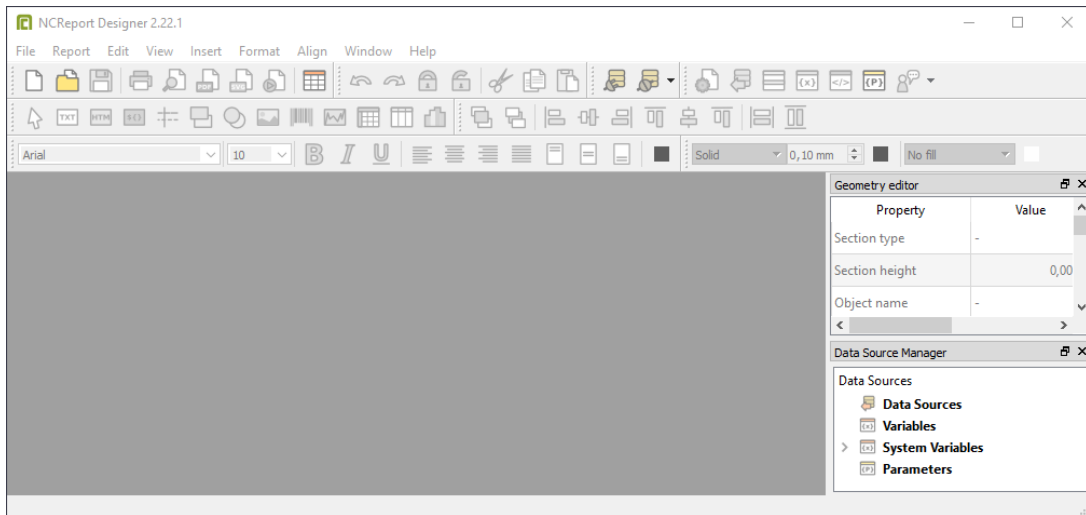 NCReport Designer 2.22.1
File Report Edit View Insert Format Align Window Help
PDF SVG {x} </> {P}
TXT HTM ${}
Arial 10 B I U Solid 0,10 mm No fill
Geometry editor
Property Value
Section type -
Section height 0,00
Object name -
Data Source Manager
Data Sources
Data Sources
{x} Variables
{x} System Variables
{P} Parameters